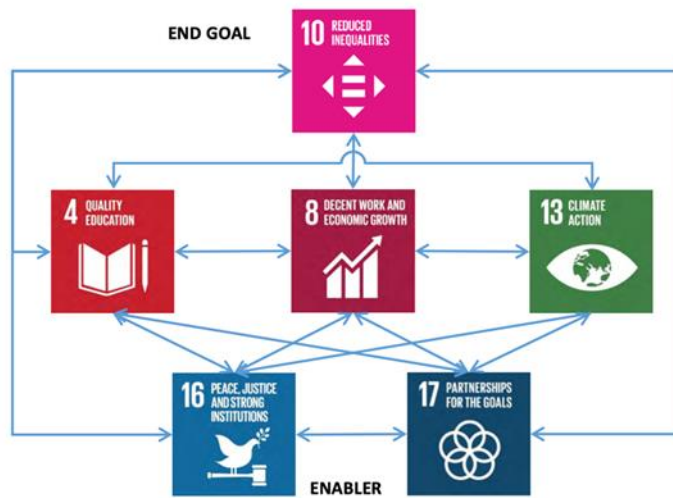 END GOAL
10 REDUCED
INEQUALITIES
4 QUALITY
EDUCATION
8 DECENT WORK AND
ECONOMIC GROWTH
13 CLIMATE
ACTION
16 PEACE, JUSTICE
AND STRONG
INSTITUTIONS
17 PARTNERSHIPS
FOR THE GOALS
ENABLER